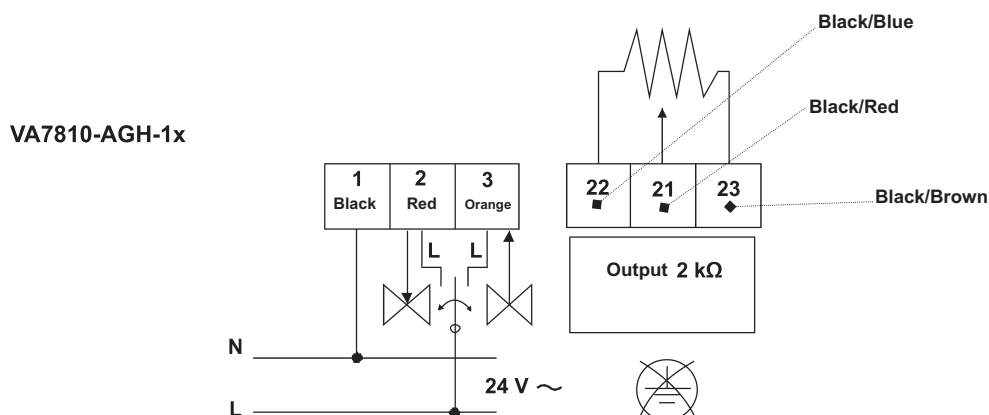 Black/Blue
Black/Red
VA7810-AGH-1x
1 2 3
Black Red Orange
22 21 23
Black/Brown
L L
Output 2 kΩ
N
24 V ~
L